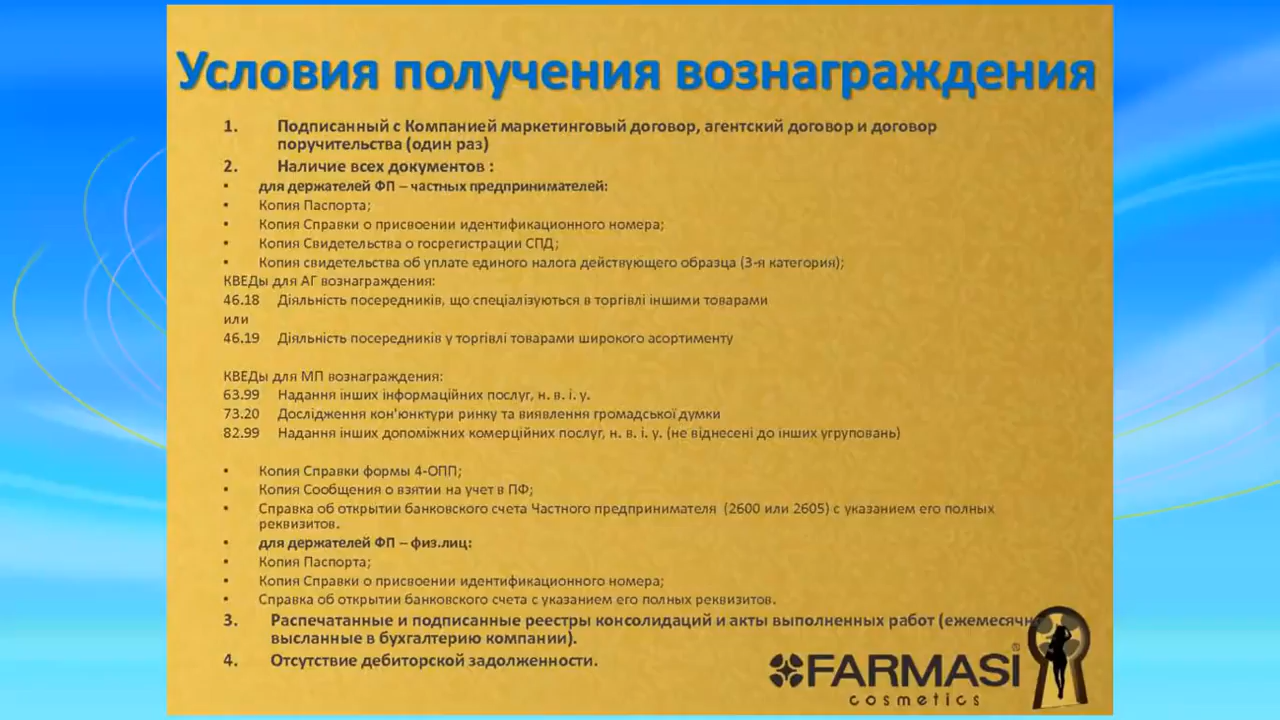 Условия получения вознаграждения
1. Подписанный с Компанией маркетинговый договор, агентский договор и договор
поручительства (один раз)
2. Наличие всех документов :
• для держателей ФП – частных предпринимателей:
• Копия Паспорта;
• Копия Справки о присвоении идентификационного номера;
• Копия Свидетельства о госрегистрации СПД;
• Копия свидетельства об уплате единого налога действующего образца (3-я категория);
КВЕДы для АГ вознаграждения:
46.18 Діяльність посередників, що спеціалізуються в торгівлі іншими товарами
или
46.19 Діяльність посередників у торгівлі товарами широкого асортименту
КВЕДы для МП вознаграждения:
63.99 Надання інших інформаційних послуг, н. в. і. у.
73.20 Дослідження кон'юнктури ринку та виявлення громадської думки
82.99 Надання інших допоміжних комерційних послуг, н. в. і. у. (не віднесені до інших угруповань)
• Копия Справки формы 4-ОПП;
• Копия Сообщения о взятии на учет в ПФ;
• Справка об открытии банковского счета Частного предпринимателя (2600 или 2605) с указанием его полных
реквизитов.
• для держателей ФП – физ.лиц:
• Копия Паспорта;
• Копия Справки о присвоении идентификационного номера;
• Справка об открытии банковского счета с указанием его полных реквизитов.
3. Распечатанные и подписанные реестры консолидаций и акты выполненных работ (ежемесячно
высланные в бухгалтерию компании).
4. Отсутствие дебиторской задолженности.
FARMASI®
cosmetics